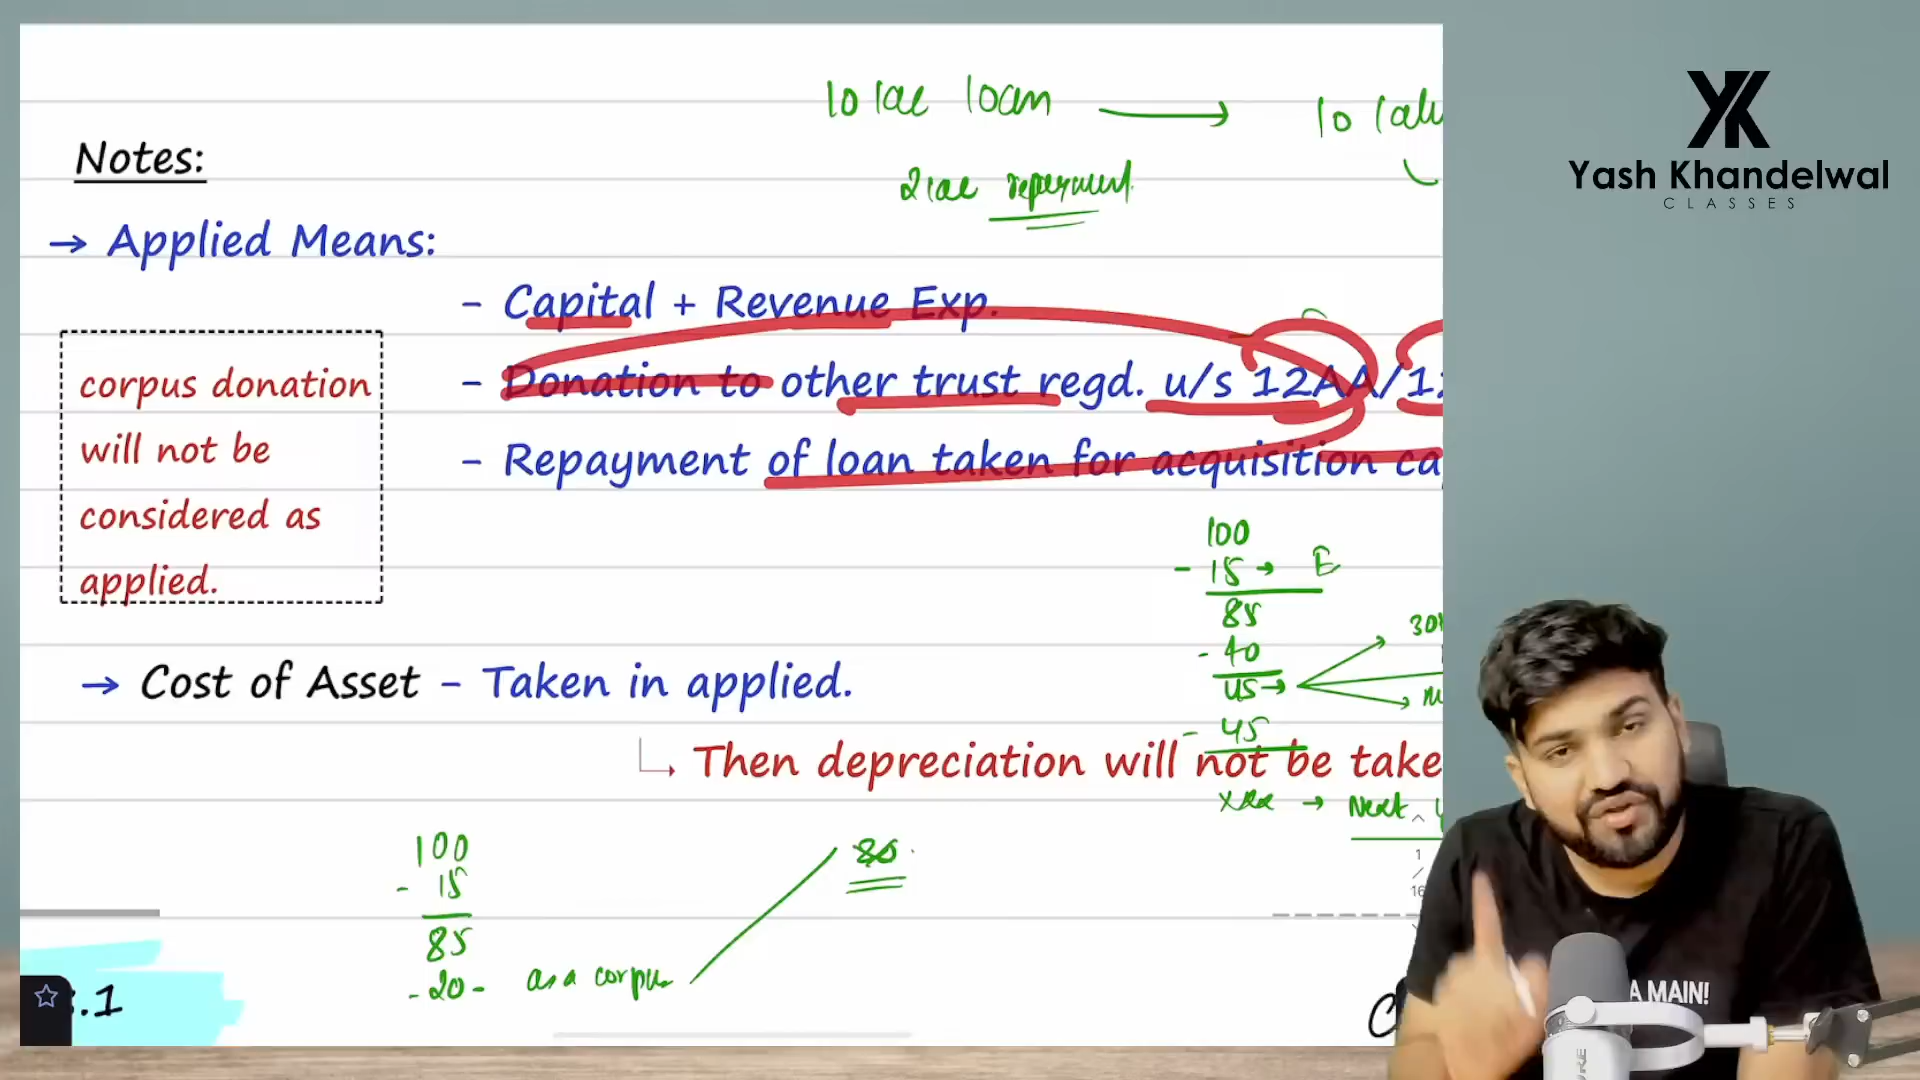 10 lac loan → 10
Yash Khandelwal
CLASSES
Notes:
2 lac repayment
→ Applied Means:
- Capital + Revenue Exp.
- Donation to other trust regd. u/s 12AA/12
- Repayment of loan taken for acquisition ca
corpus donation
will not be
considered as
applied.
100
- 15 → E
85
- 40
45 →
- 45
→ Cost of Asset - Taken in applied.
Then depreciation will not be take
→ Next
100
- 15
85
- 20 - as a corpus
.1
A MAIN!